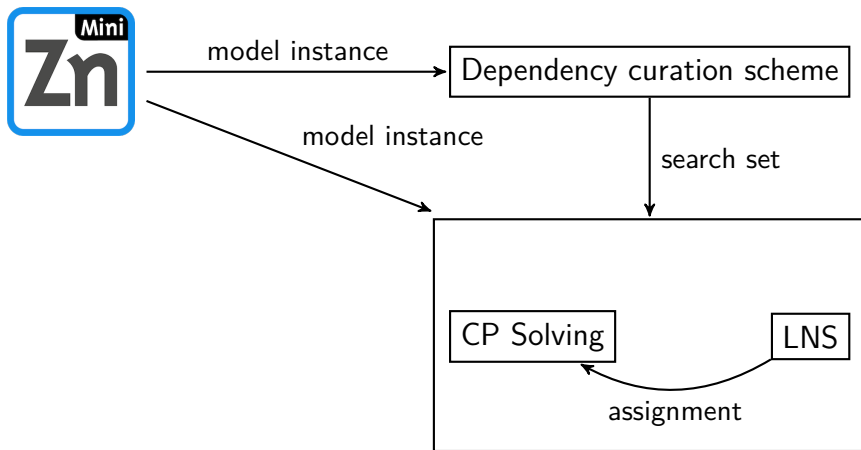 Mini
Zn
model instance
Dependency curation scheme
model instance
search set
CP Solving
LNS
assignment